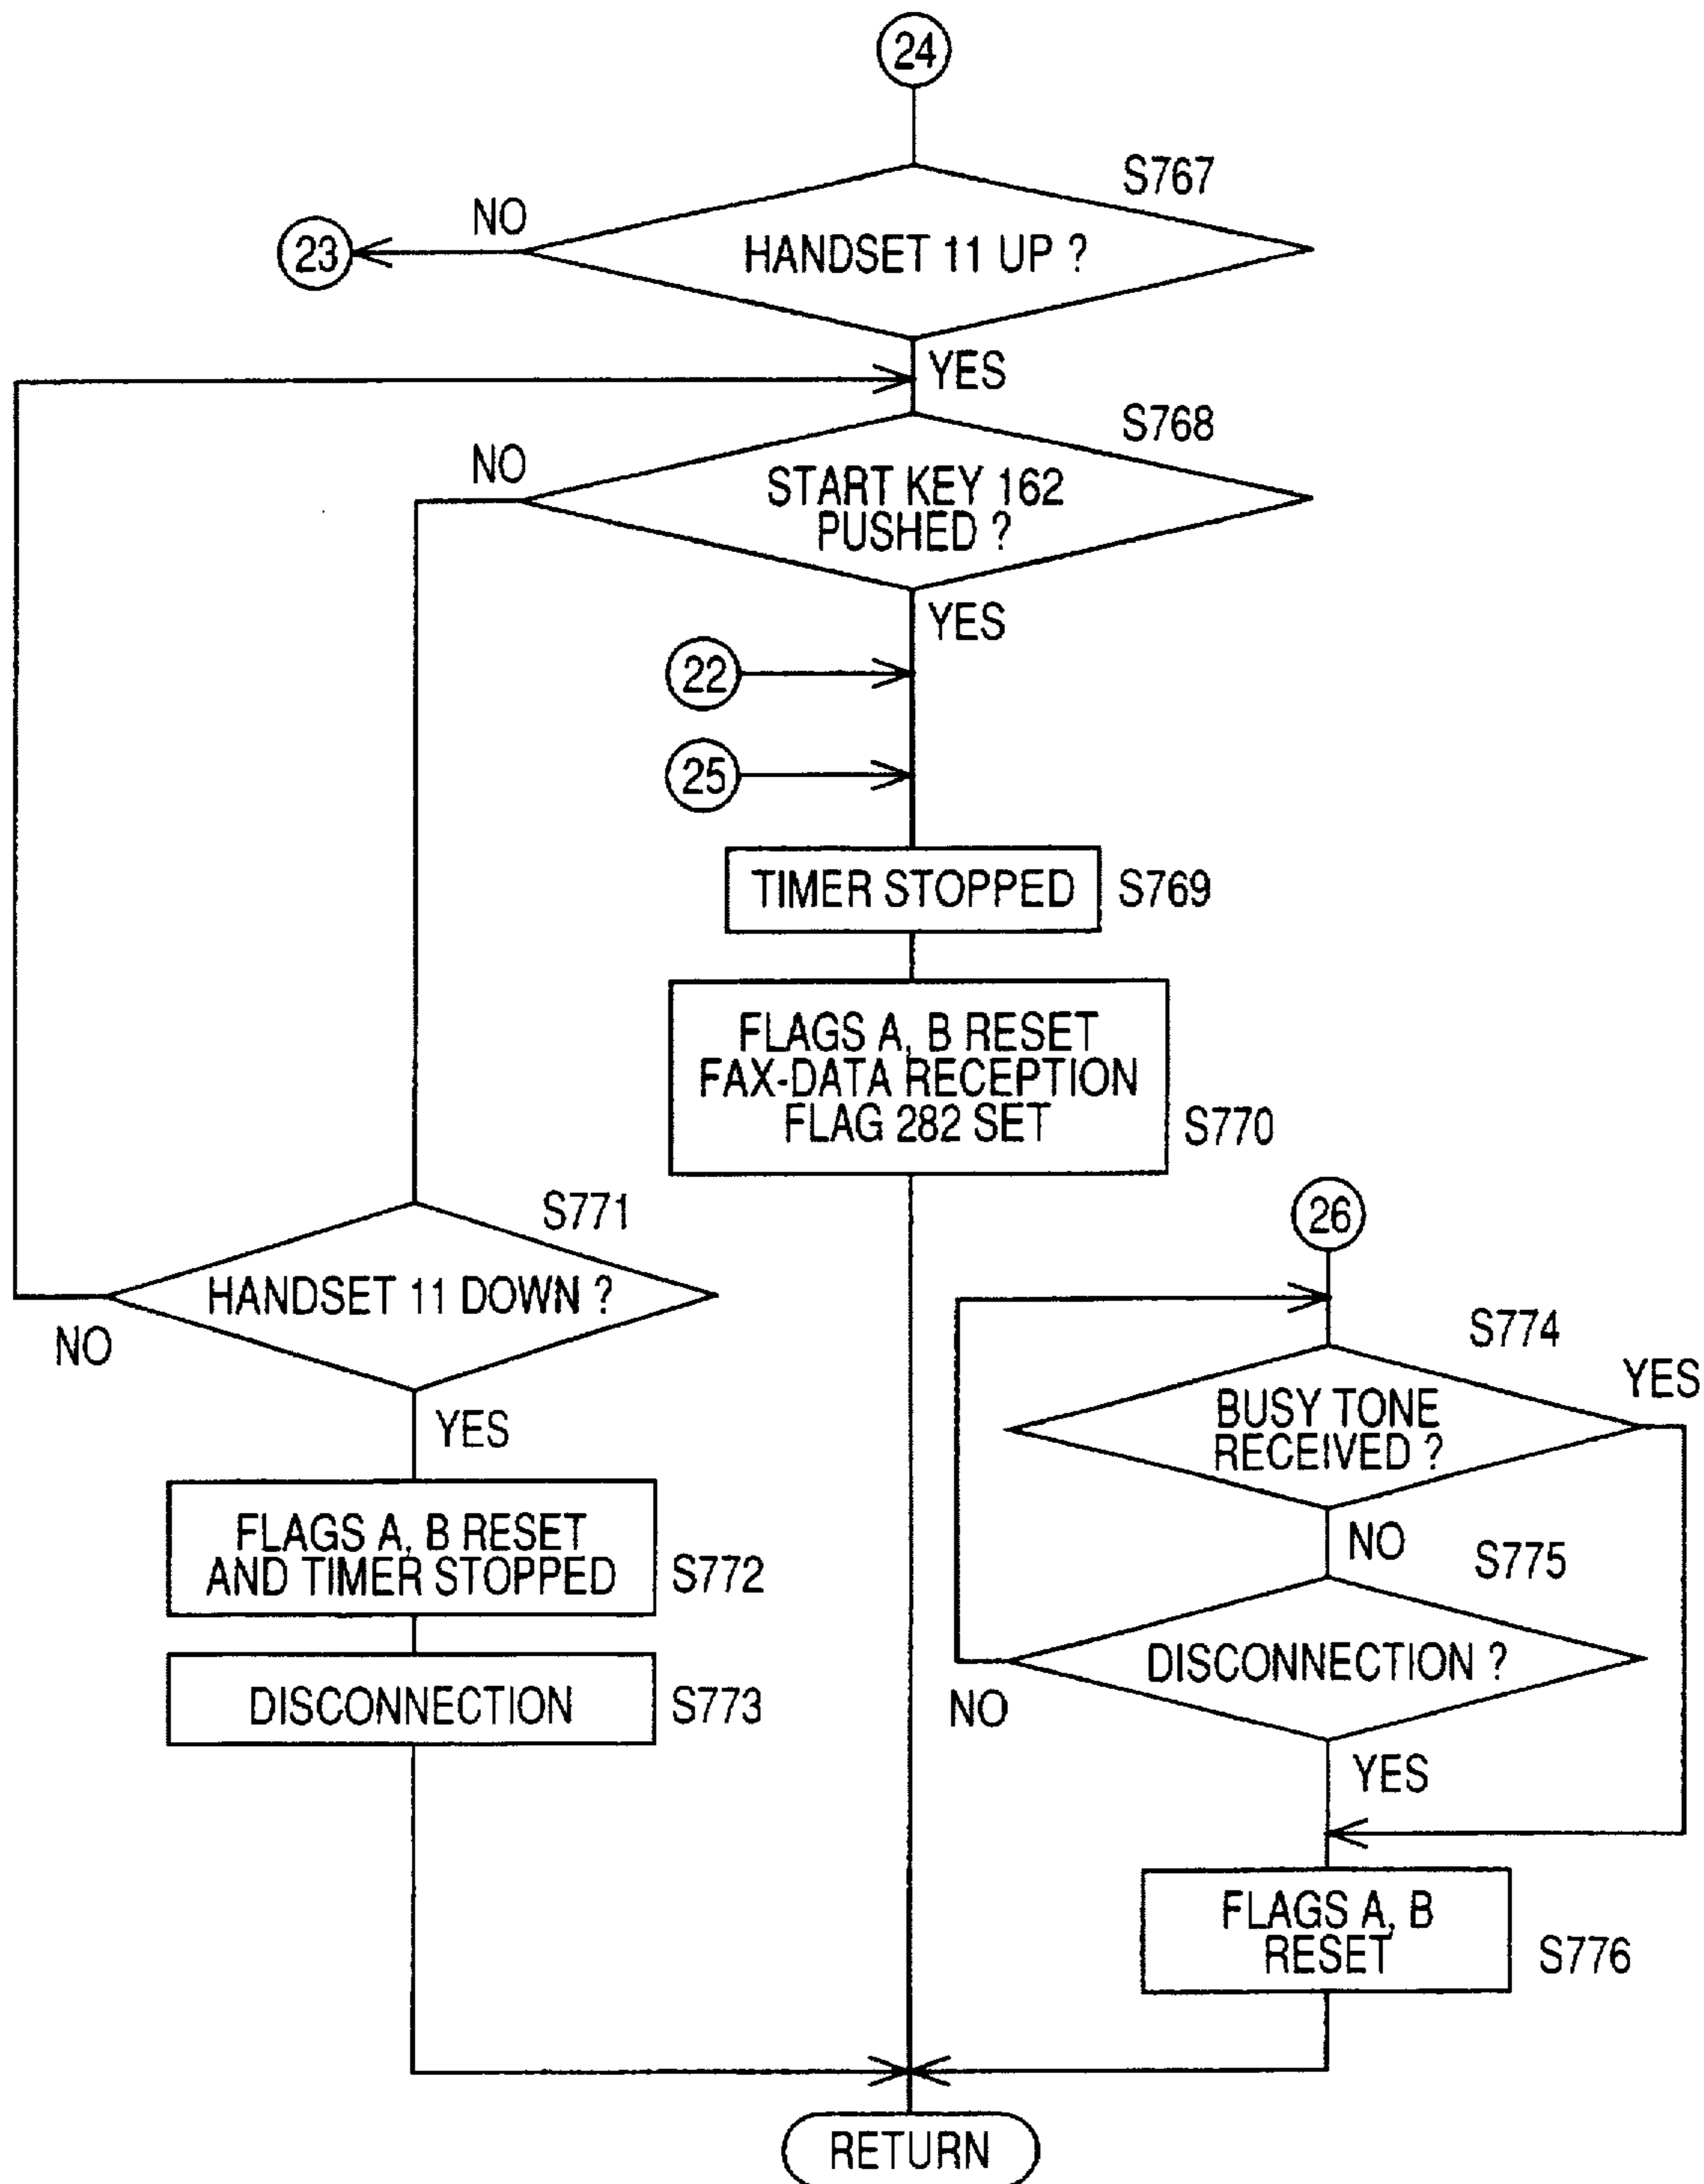 24
S767
NO
23
HANDSET 11 UP ?
YES
S768
NO
START KEY 162
PUSHED ?
YES
22
25
TIMER STOPPED
S769
FLAGS A, B RESET
FAX-DATA RECEPTION
FLAG 282 SET
S770
S771
HANDSET 11 DOWN ?
NO
YES
FLAGS A, B RESET
AND TIMER STOPPED
S772
DISCONNECTION
S773
26
S774
YES
BUSY TONE
RECEIVED ?
NO
S775
DISCONNECTION ?
NO
YES
FLAGS A, B
RESET
S776
RETURN